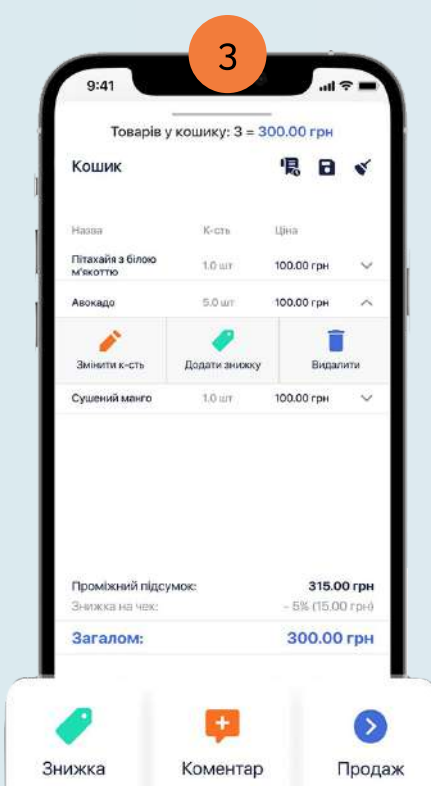 3
9:41
Товарів у кошику: 3 = 300.00 грн
Кошик
Назва К-сть Ціна
Пітахайя з білою
м'якоттю 1.0 шт 100.00 грн
Авокадо 5.0 шт 100.00 грн
Змінити к-сть Додати знижку Видалити
Сушений манго 1.0 шт 100.00 грн
Проміжний підсумок: 315.00 грн
Знижка на чек: - 5% (15.00 грн)
Загалом: 300.00 грн
Знижка Коментар Продаж